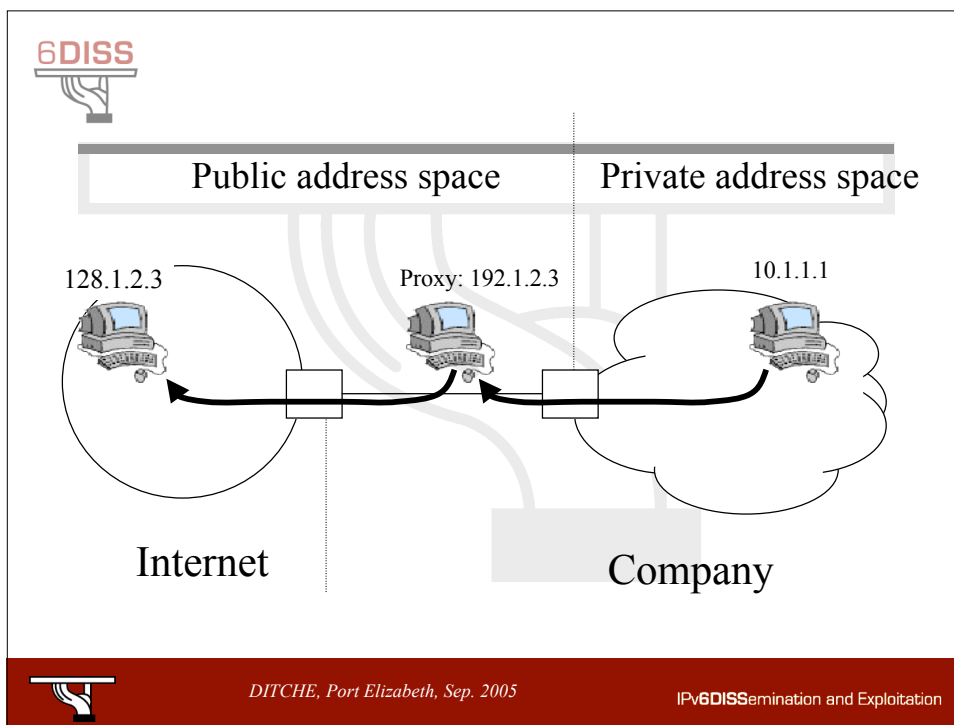 6DISS
Public address space
Private address space
128.1.2.3
Proxy: 192.1.2.3
10.1.1.1
Internet
Company
DITCHE, Port Elizabeth, Sep. 2005
IPv6DISSemination and Exploitation